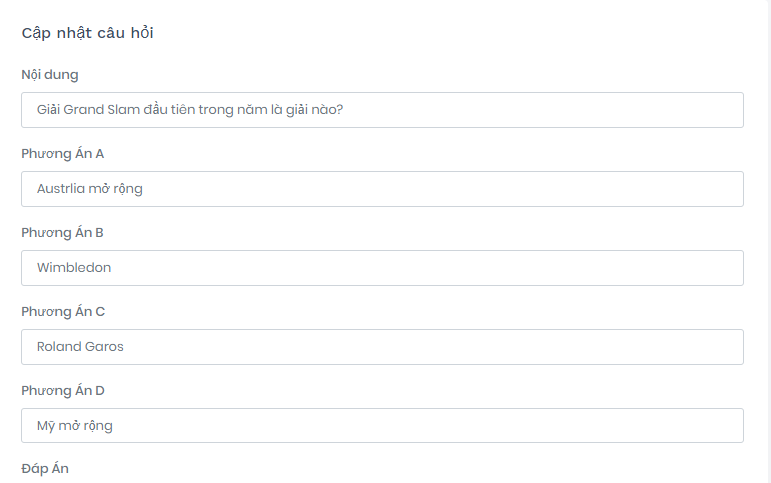 Cập nhật câu hỏi
Nội dung
Giải Grand Slam đầu tiên trong năm là giải nào?
Phương Án A
Austrlia mở rộng
Phương Án B
Wimbledon
Phương Án C
Roland Garos
Phương Án D
Mỹ mở rộng
Đáp Án